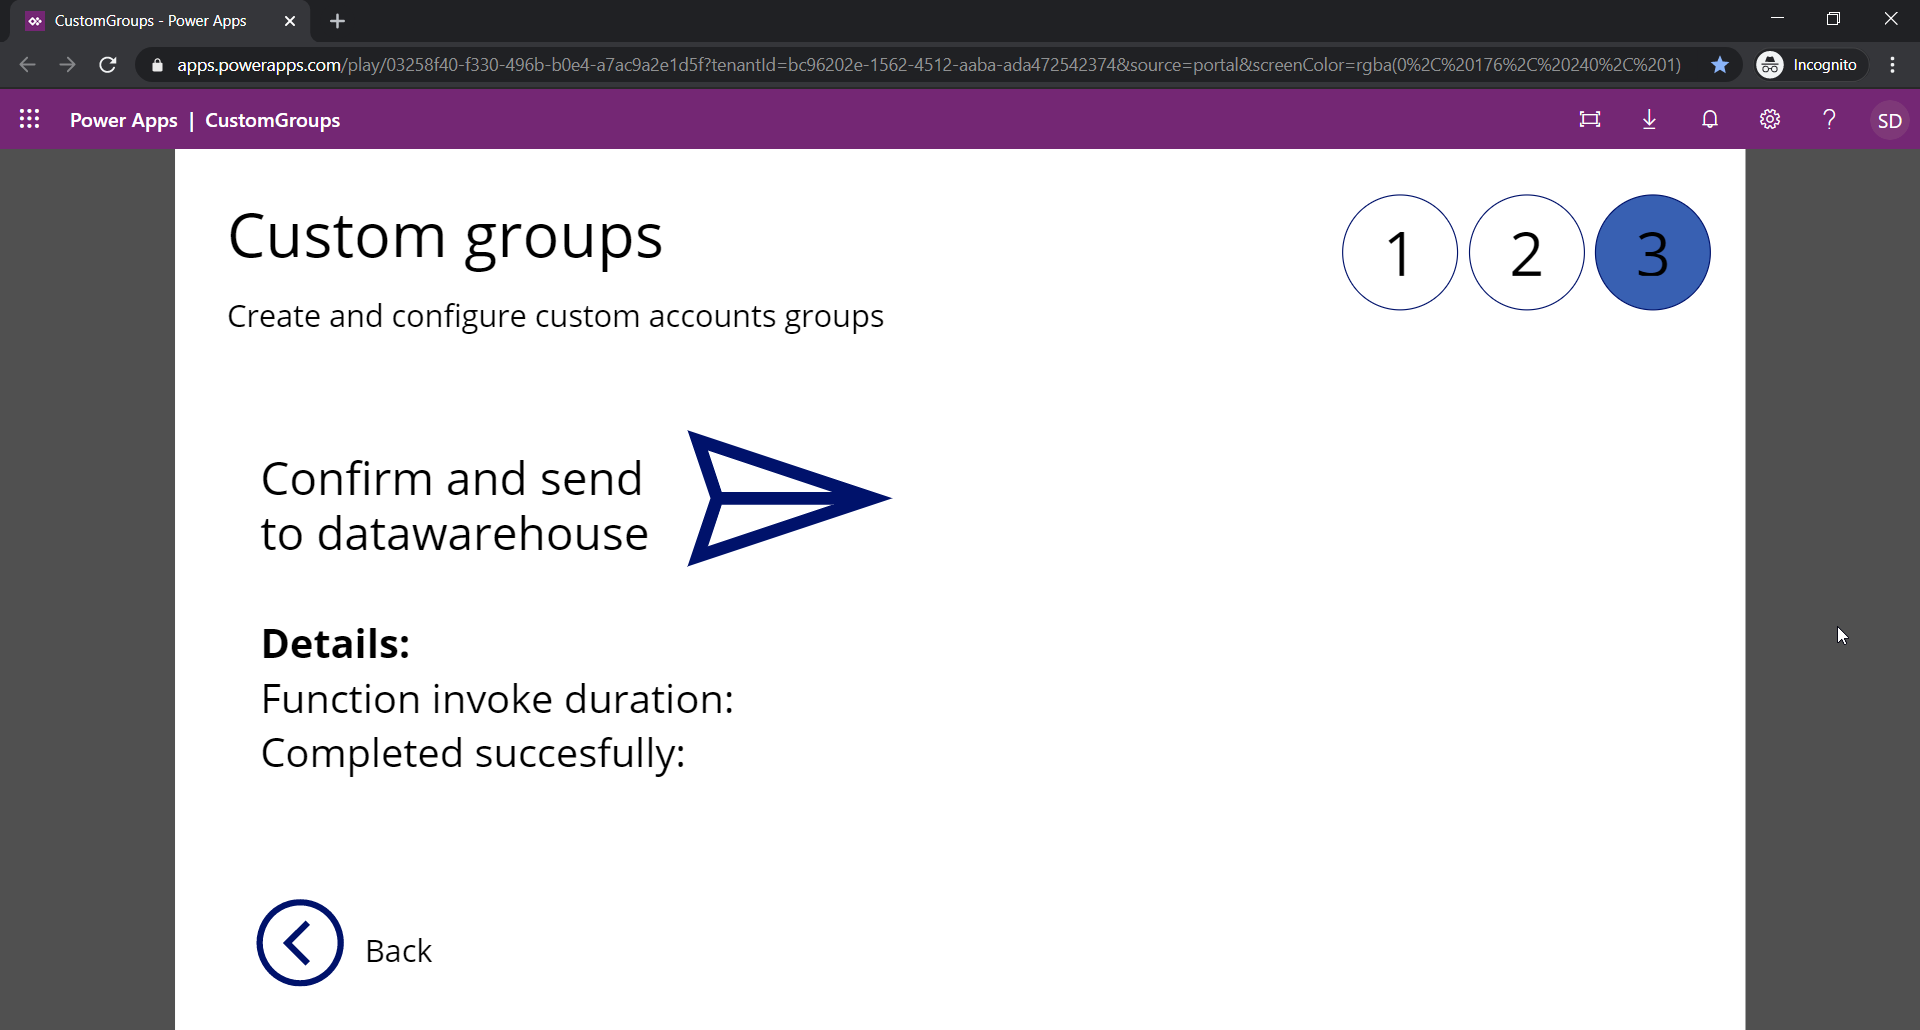 CustomGroups - Power Apps
apps.powerapps.com/play/03258f40-f330-496b-b0e4-a7ac9a2e1d5f?tenantId=bc96202e-1562-4512-aaba-ada472542374&source=portal&screenColor=rgba(0%2C%20176%2C%20240%2C%201)
Incognito
Power Apps | CustomGroups
? SD
Custom groups
1 2 3
Create and configure custom accounts groups
Confirm and send
to datawarehouse
Details:
Function invoke duration:
Completed succesfully:
Back